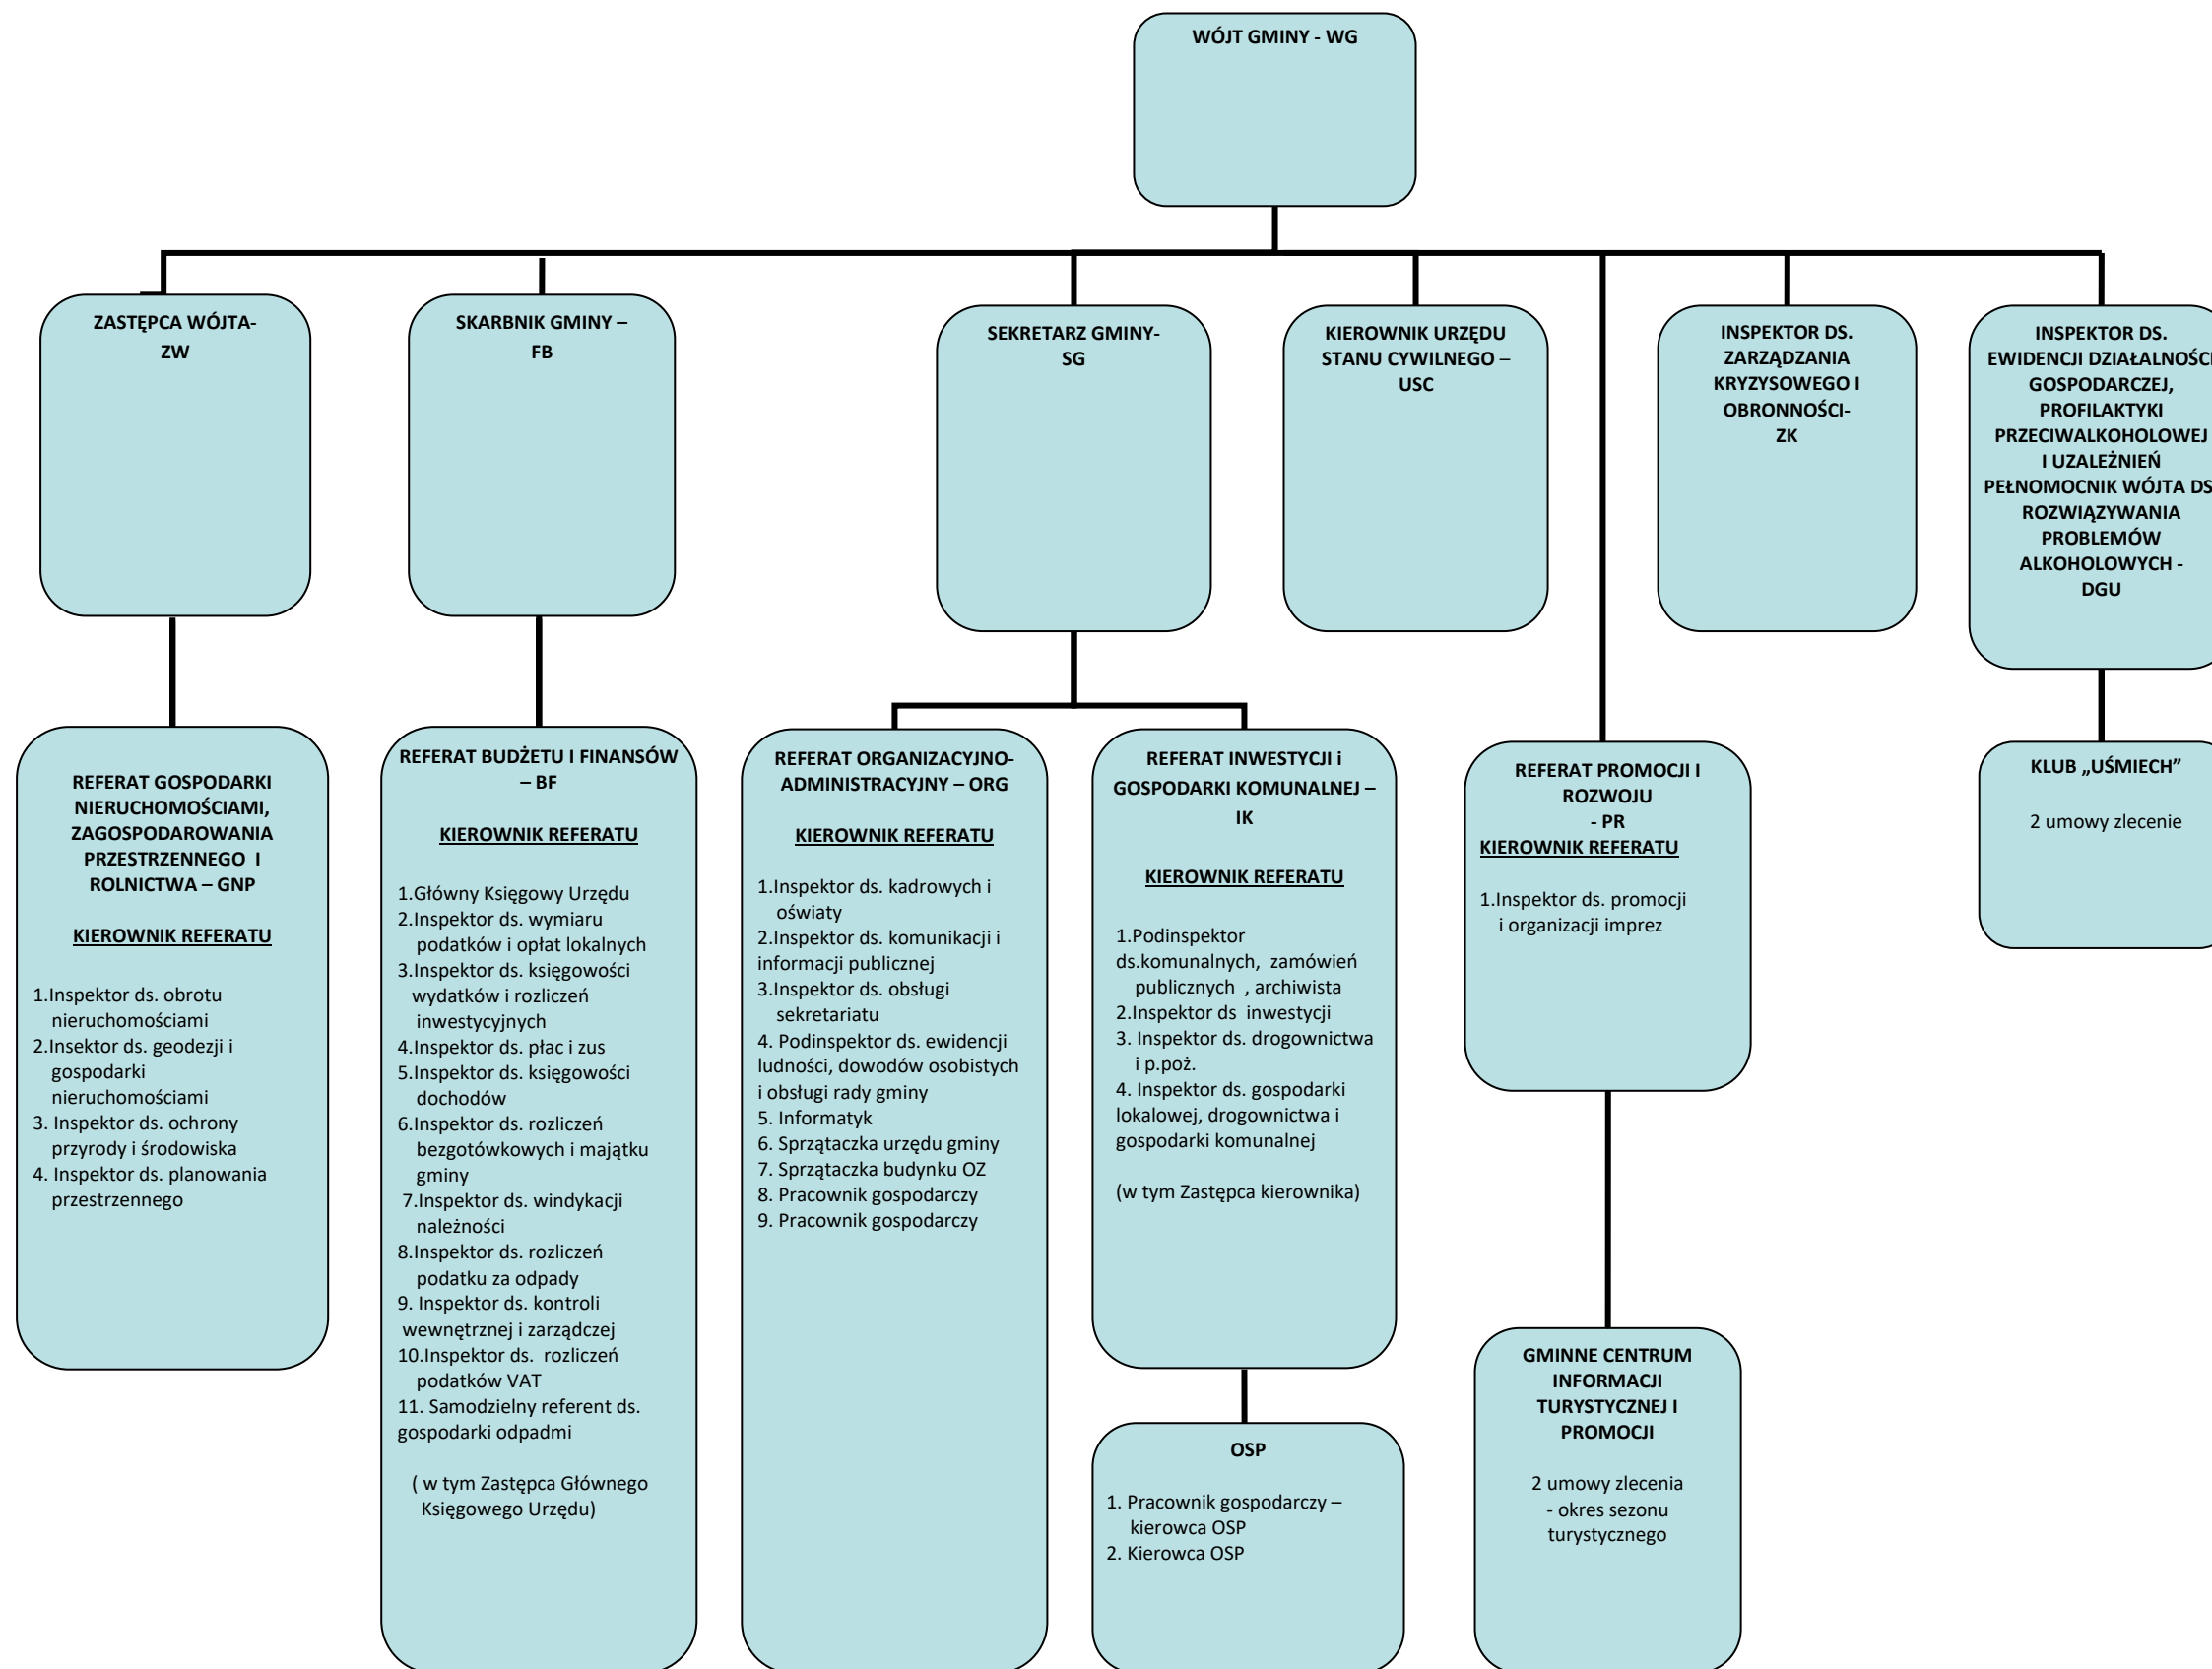 WÓJT GMINY - WG
ZASTĘPCA WÓJTA-
ZW
SKARBNIK GMINY –
FB
SEKRETARZ GMINY-
SG
KIEROWNIK URZĘDU
STANU CYWILNEGO –
USC
INSPEKTOR DS.
ZARZĄDZANIA
KRYZYSOWEGO I
OBRONNOŚCI-
ZK
INSPEKTOR DS.
EWIDENCJI DZIAŁALNOŚCI
GOSPODARCZEJ,
PROFILAKTYKI
PRZECIWALKOHOLOWEJ
I UZALEŻNIEŃ
PEŁNOMOCNIK WÓJTA DS
ROZWIĄZYWANIA
PROBLEMÓW
ALKOHOLOWYCH -
DGU
REFERAT GOSPODARKI
NIERUCHOMOŚCIAMI,
ZAGOSPODAROWANIA
PRZESTRZENNEGO I
ROLNICTWA – GNP
KIEROWNIK REFERATU
1.Inspektor ds. obrotu
nieruchomościami
2.Insektor ds. geodezji i
gospodarki
nieruchomościami
3. Inspektor ds. ochrony
przyrody i środowiska
4. Inspektor ds. planowania
przestrzennego
REFERAT BUDŻETU I FINANSÓW
– BF
KIEROWNIK REFERATU
1.Główny Księgowy Urzędu
2.Inspektor ds. wymiaru
podatków i opłat lokalnych
3.Inspektor ds. księgowości
wydatków i rozliczeń
inwestycyjnych
4.Inspektor ds. płac i zus
5.Inspektor ds. księgowości
dochodów
6.Inspektor ds. rozliczeń
bezgotówkowych i majątku
gminy
7.Inspektor ds. windykacji
należności
8.Inspektor ds. rozliczeń
podatku za odpady
9. Inspektor ds. kontroli
wewnętrznej i zarządczej
10.Inspektor ds. rozliczeń
podatków VAT
11. Samodzielny referent ds.
gospodarki odpadmi
( w tym Zastępca Głównego
Księgowego Urzędu)
REFERAT ORGANIZACYJNO-
ADMINISTRACYJNY – ORG
KIEROWNIK REFERATU
1.Inspektor ds. kadrowych i
oświaty
2.Inspektor ds. komunikacji i
informacji publicznej
3.Inspektor ds. obsługi
sekretariatu
4. Podinspektor ds. ewidencji
ludności, dowodów osobistych
i obsługi rady gminy
5. Informatyk
6. Sprzątaczka urzędu gminy
7. Sprzątaczka budynku OZ
8. Pracownik gospodarczy
9. Pracownik gospodarczy
REFERAT INWESTYCJI i
GOSPODARKI KOMUNALNEJ –
IK
KIEROWNIK REFERATU
1.Podinspektor
ds.komunalnych, zamówień
publicznych , archiwista
2.Inspektor ds inwestycji
3. Inspektor ds. drogownictwa
i p.poż.
4. Inspektor ds. gospodarki
lokalowej, drogownictwa i
gospodarki komunalnej
(w tym Zastępca kierownika)
REFERAT PROMOCJI I
ROZWOJU
- PR
KIEROWNIK REFERATU
1.Inspektor ds. promocji
i organizacji imprez
KLUB „UŚMIECH”
2 umowy zlecenie
OSP
1. Pracownik gospodarczy –
kierowca OSP
2. Kierowca OSP
GMINNE CENTRUM
INFORMACJI
TURYSTYCZNEJ I
PROMOCJI
2 umowy zlecenia
- okres sezonu
turystycznego